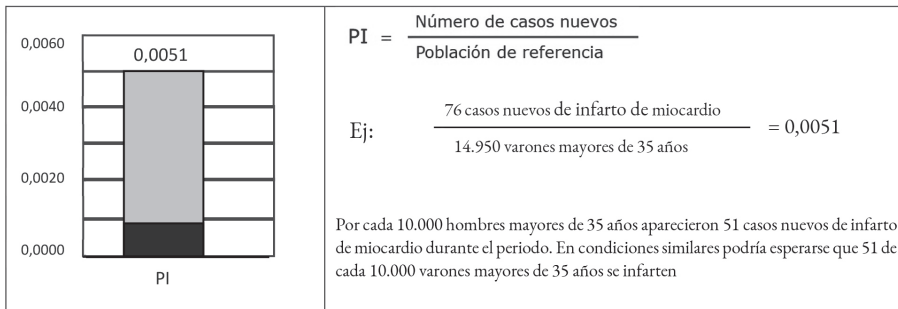 0,0060
0,0051
0,0040
0,0020
0,0000
PI
PI = Número de casos nuevos
Población de referencia
Ej:
76 casos nuevos de infarto de miocardio
14.950 varones mayores de 35 años
= 0,0051
Por cada 10.000 hombres mayores de 35 años aparecieron 51 casos nuevos de infarto
de miocardio durante el periodo. En condiciones similares podría esperarse que 51 de
cada 10.000 varones mayores de 35 años se infarten